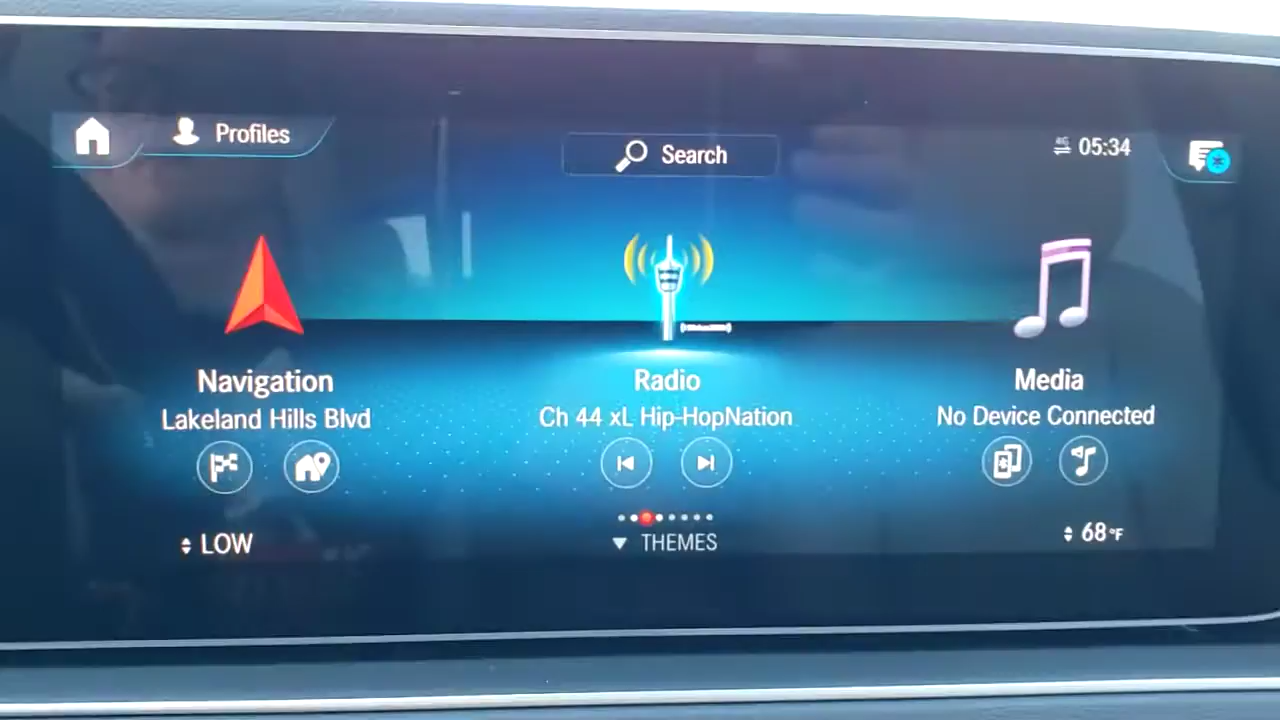 Profiles
Search
4G 05:34
Navigation
Radio
Media
Lakeland Hills Blvd
Ch 44 xL Hip-HopNation
No Device Connected
LOW
THEMES
68°F